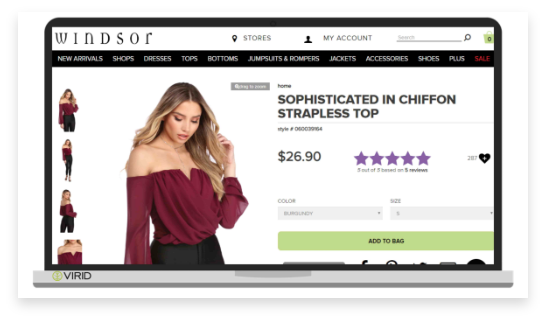 WINDSOR
STORES
MY ACCOUNT
Search
0
NEW ARRIVALS SHOPS DRESSES TOPS BOTTOMS JUMPSUITS & ROMPERS JACKETS ACCESSORIES SHOES PLUS SALE
home
SOPHISTICATED IN CHIFFON
STRAPLESS TOP
style # 060039164
$26.90
5 out of 5 based on 5 reviews
287
COLOR
SIZE
BURGUNDY
S
ADD TO BAG
VIRID